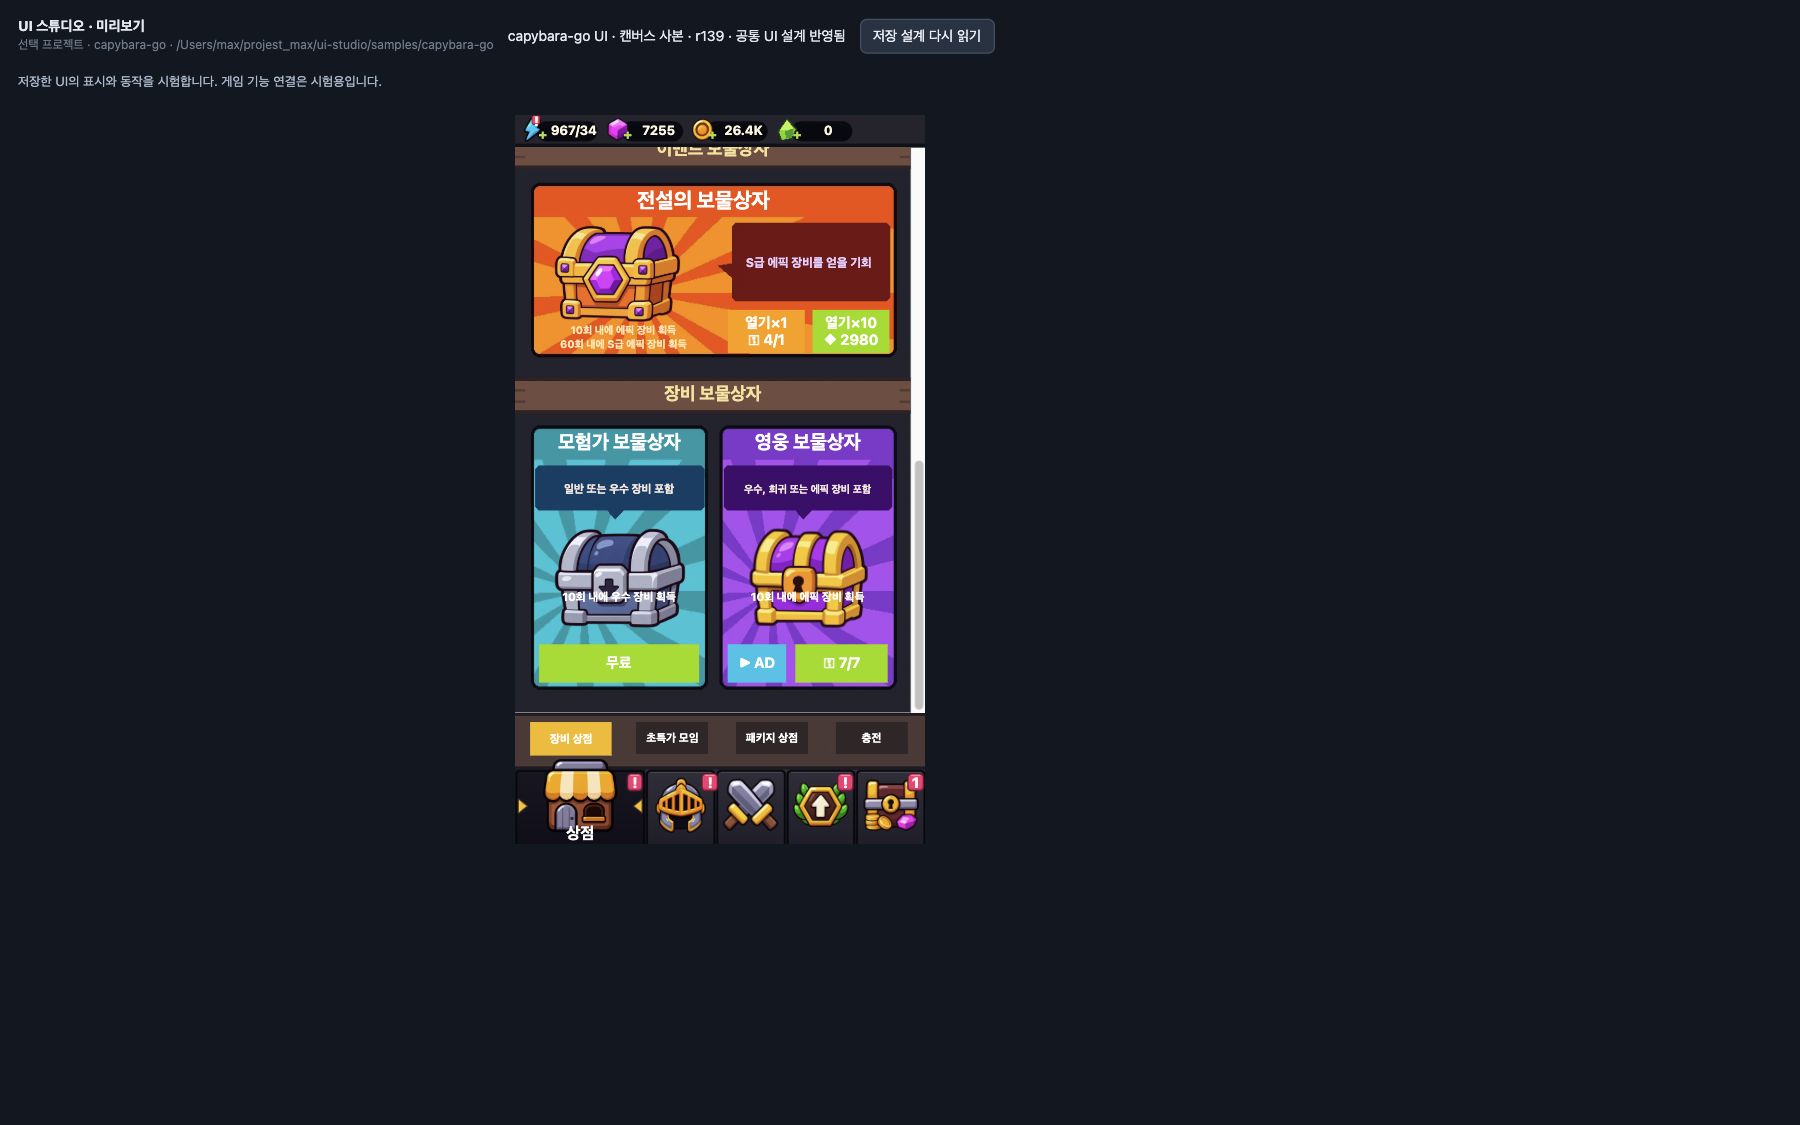 UI 스튜디오 · 미리보기
선택 프로젝트 · capybara-go · /Users/max/projest_max/ui-studio/samples/capybara-go
capybara-go UI · 캔버스 사본 · r139 · 공통 UI 설계 반영됨
저장 설계 다시 읽기
저장한 UI의 표시와 동작을 시험합니다. 게임 기능 연결은 시험용입니다.
!
967/34
7255
26.4K
0
이벤트 보물상자
전설의 보물상자
S급 에픽 장비를 얻을 기회
10회 내에 에픽 장비 획득
60회 내에 S급 에픽 장비 획득
열기×1
4/1
열기×10
◆ 2980
장비 보물상자
모험가 보물상자
일반 또는 우수 장비 포함
10회 내에 우수 장비 획득
무료
영웅 보물상자
우수, 희귀 또는 에픽 장비 포함
10회 내에 에픽 장비 획득
▶ AD
7/7
장비 상점
초특가 모임
패키지 상점
충전
!
!
!
1
상점